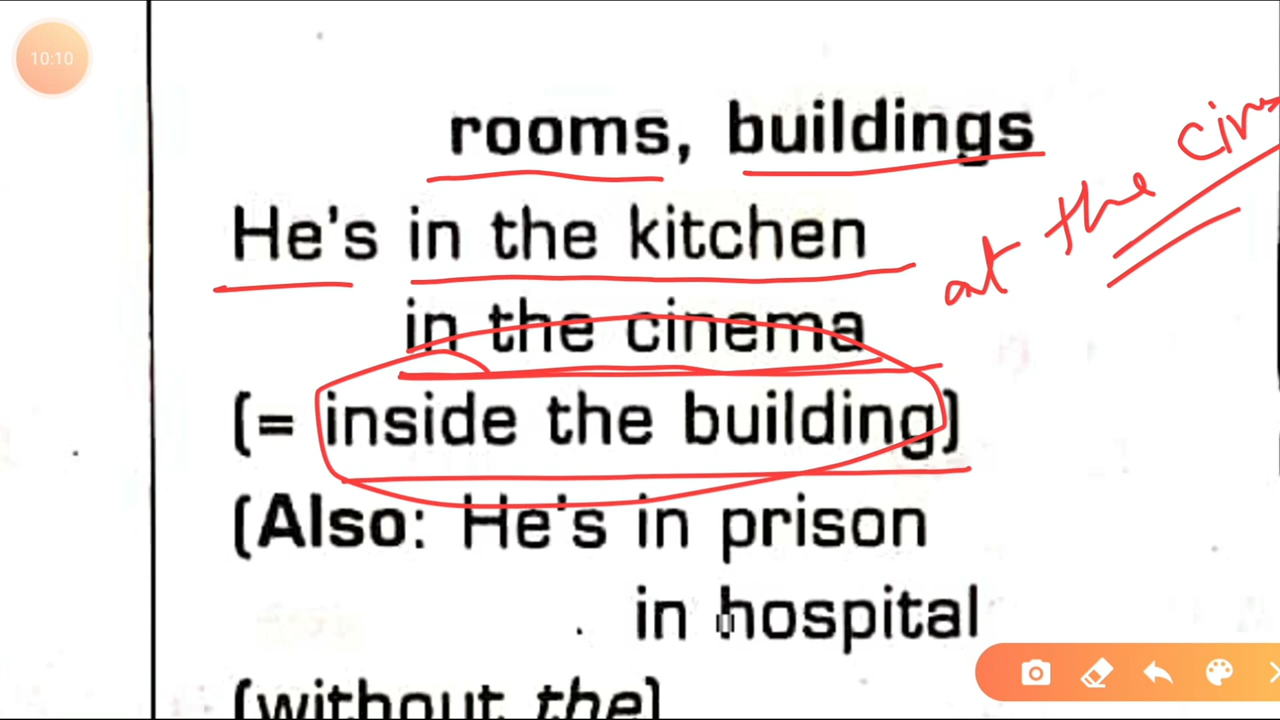 10:10
rooms, buildings
He's in the kitchen
at the
in the cinema
(= inside the building)
(Also: He's in prison
in hospital
(without the)